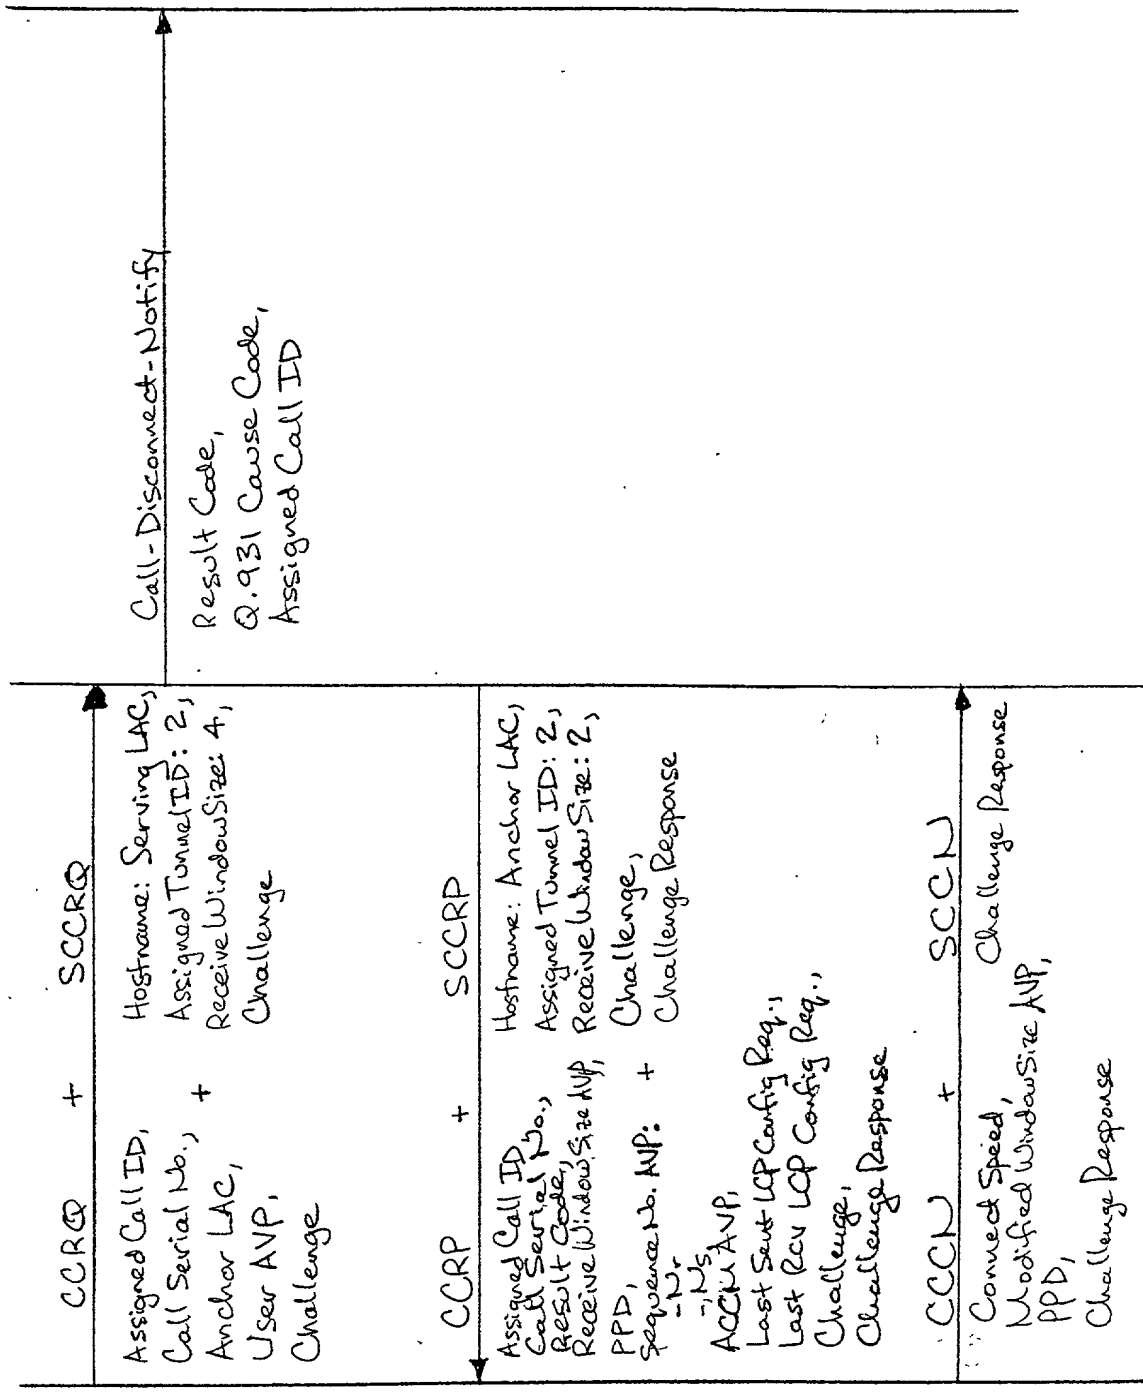 CCRQ + SCCRQ
Assigned Call ID,
Call Serial No.,
Anchor LAC,
User AVP,
Challenge
+
Hostname: Serving LAC,
Assigned Tunnel ID: 2,
Receive Window Size: 4,
Challenge
Call-Disconnect-Notify
Result Code,
Q.931 Cause Code,
Assigned Call ID
CCRP + SCCRP
Assigned Call ID
Call Serial No.,
Result Code,
Receive Window Size AVP,
PPD,
Sequence No. AVP:
-Nr
-Ns,
ACCM AVP,
Last Sent LCP Config Req.,
Last Rcv LCP Config Req.,
Challenge,
Challenge Response
+
Hostname: Anchor LAC,
Assigned Tunnel ID: 2,
Receive Window Size: 2,
Challenge,
Challenge Response
CCCN + SCCCN
Connect Speed,
Modified Window Size AVP,
PPD,
Challenge Response
Challenge Response